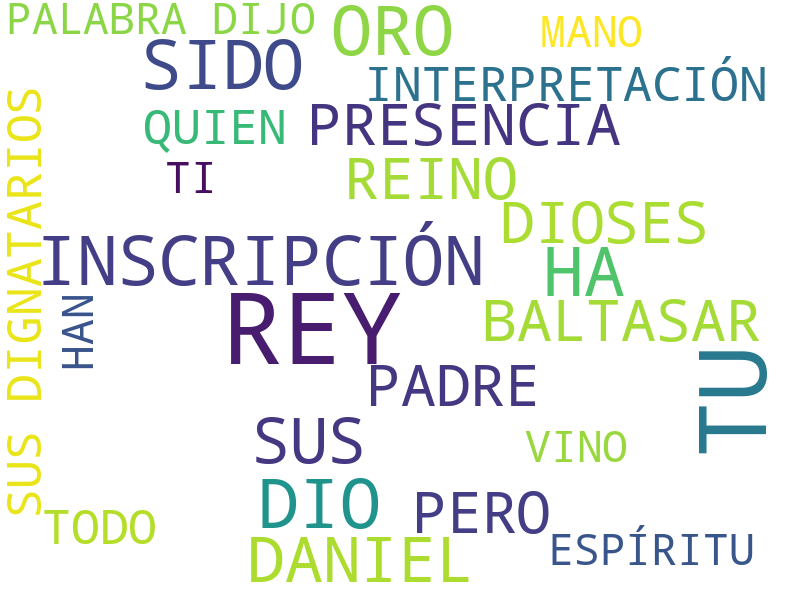 PALABRA DIJO
ORO
MANO
SIDO
INTERPRETACIÓN
QUIEN
PRESENCIA
TI
REINO
DIOSES
SUS DIGNATARIOS
INSCRIPCIÓN
HA
HAN
REY
BALTASAR
PADRE
TU
SUS
VINO
DIO
PERO
TODO
DANIEL
ESPÍRITU